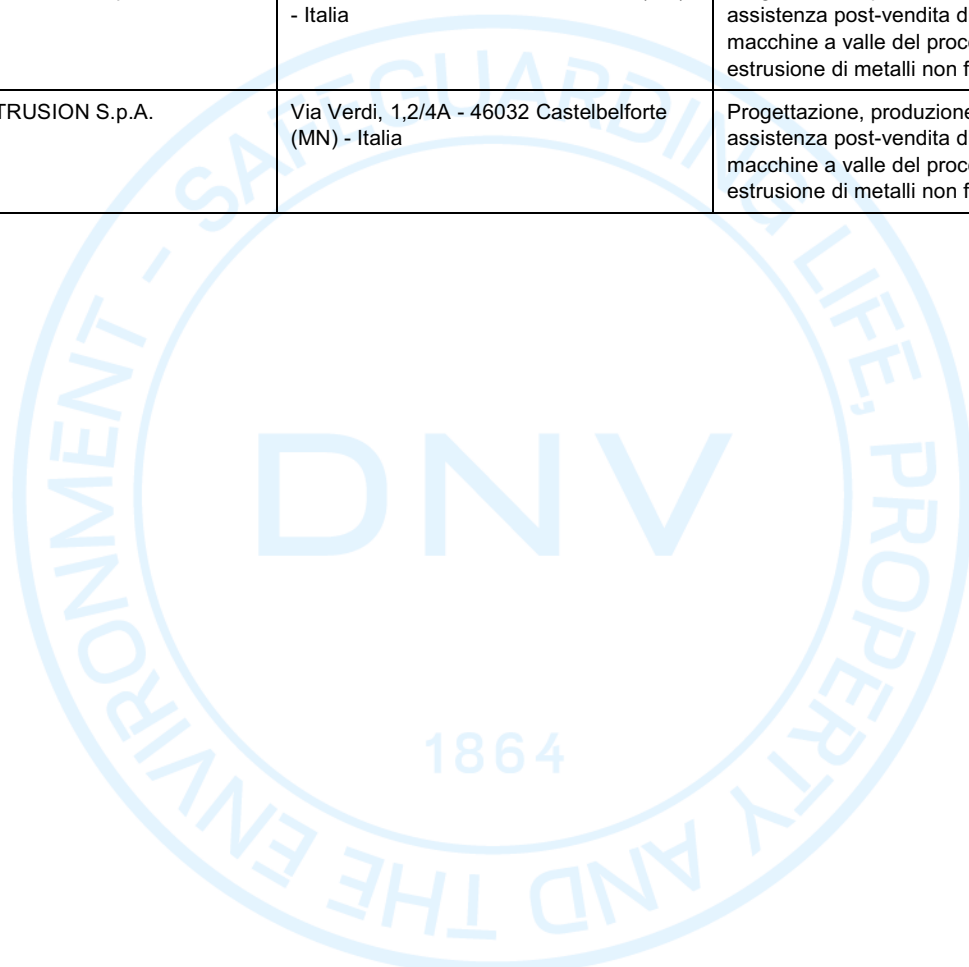 - Italia
assistenza post-vendita d
macchine a valle del proc
estrusione di metalli non f
TRUSION S.p.A.
Via Verdi, 1,2/4A - 46032 Castelbelforte
(MN) - Italia
Progettazione, produzione
assistenza post-vendita d
macchine a valle del proc
estrusione di metalli non f
SAFEGUARDING LIFE, PROPERTY AND THE ENVIRONMENT -
DNV
1864